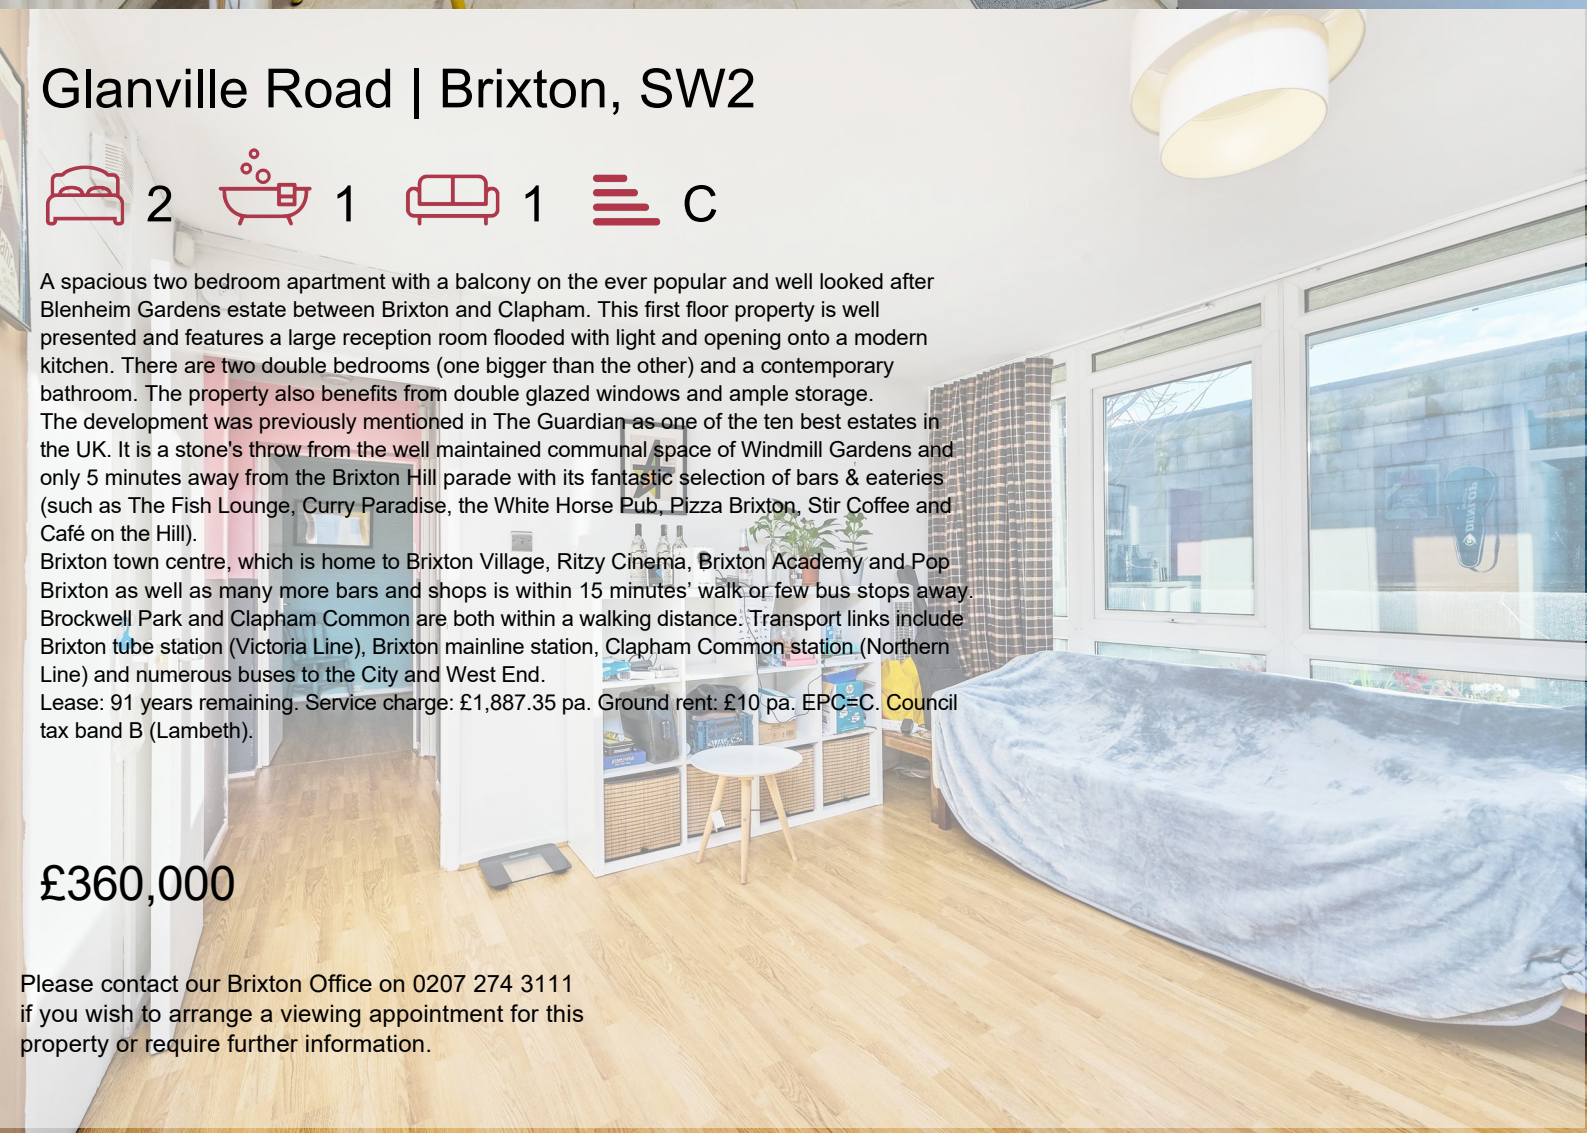 Glanville Road | Brixton, SW2
2 1 1 C
A spacious two bedroom apartment with a balcony on the ever popular and well looked after
Blenheim Gardens estate between Brixton and Clapham. This first floor property is well
presented and features a large reception room flooded with light and opening onto a modern
kitchen. There are two double bedrooms (one bigger than the other) and a contemporary
bathroom. The property also benefits from double glazed windows and ample storage.
The development was previously mentioned in The Guardian as one of the ten best estates in
the UK. It is a stone's throw from the well maintained communal space of Windmill Gardens and
only 5 minutes away from the Brixton Hill parade with its fantastic selection of bars & eateries
(such as The Fish Lounge, Curry Paradise, the White Horse Pub, Pizza Brixton, Stir Coffee and
Café on the Hill).
Brixton town centre, which is home to Brixton Village, Ritzy Cinema, Brixton Academy and Pop
Brixton as well as many more bars and shops is within 15 minutes’ walk or few bus stops away.
Brockwell Park and Clapham Common are both within a walking distance. Transport links include
Brixton tube station (Victoria Line), Brixton mainline station, Clapham Common station (Northern
Line) and numerous buses to the City and West End.
Lease: 91 years remaining. Service charge: £1,887.35 pa. Ground rent: £10 pa. EPC=C. Council
tax band B (Lambeth).
£360,000
Please contact our Brixton Office on 0207 274 3111
if you wish to arrange a viewing appointment for this
property or require further information.